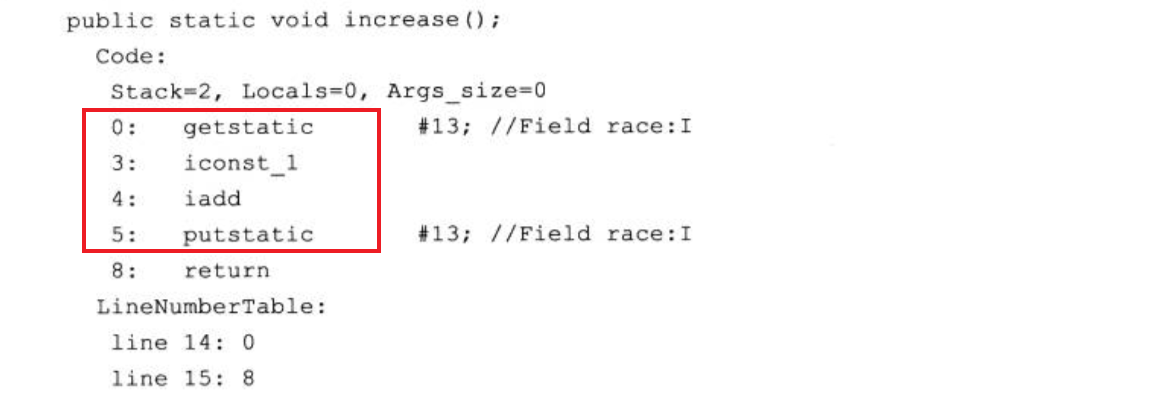 public static void increase();
Code:
Stack=2, Locals=0, Args_size=0
0: getstatic #13; //Field race:I
3: iconst_1
4: iadd
5: putstatic #13; //Field race:I
8: return
LineNumberTable:
line 14: 0
line 15: 8